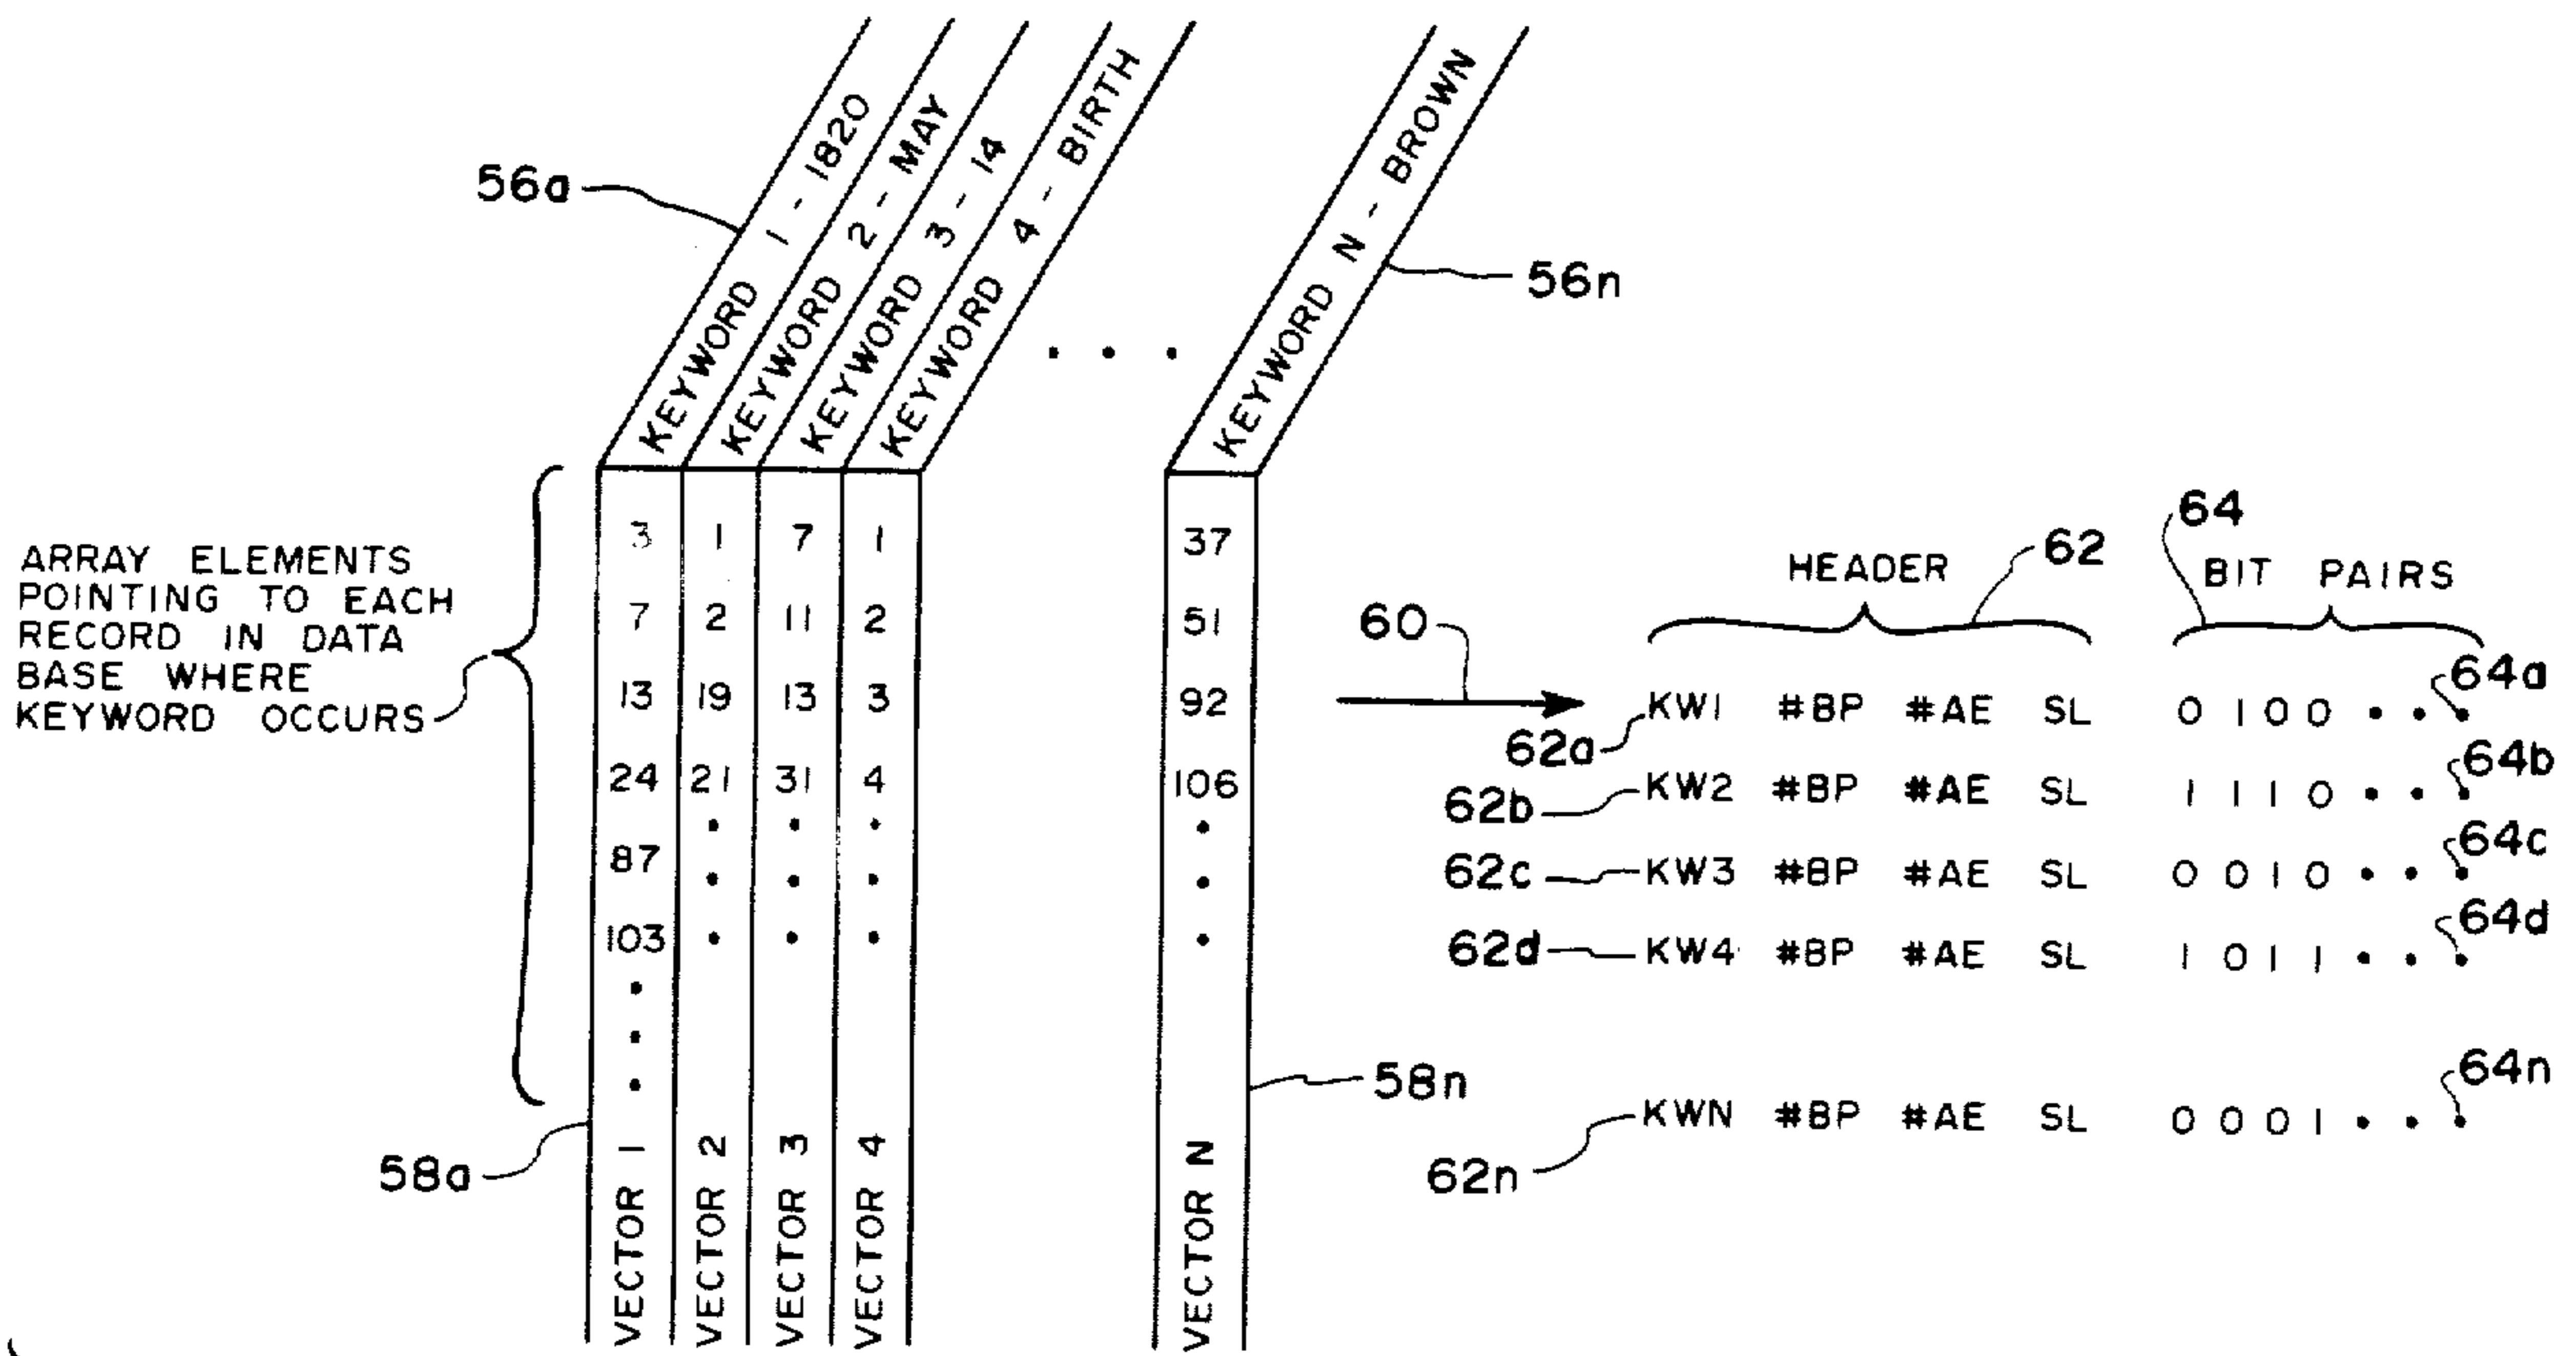 56a
KEYWORD 1 - 1820
KEYWORD 2 - MAY
KEYWORD 3 - 14
KEYWORD 4 - BIRTH
• • •
KEYWORD N - BROWN
56n
ARRAY ELEMENTS
POINTING TO EACH
RECORD IN DATA
BASE WHERE
KEYWORD OCCURS
3 1 7 1 37
7 2 11 2 51
13 19 13 3 92
24 21 31 4 106
87
103
58a
VECTOR 1
VECTOR 2
VECTOR 3
VECTOR 4
VECTOR N
58n
60
HEADER
62
64
BIT PAIRS
KW1 #BP #AE SL 0 1 0 0 • • •
62a
64a
KW2 #BP #AE SL 1 1 1 0 • • •
62b
64b
KW3 #BP #AE SL 0 0 1 0 • • •
62c
64c
KW4 #BP #AE SL 1 0 1 1 • • •
62d
64d
KWN #BP #AE SL 0 0 0 1 • • •
62n
64n